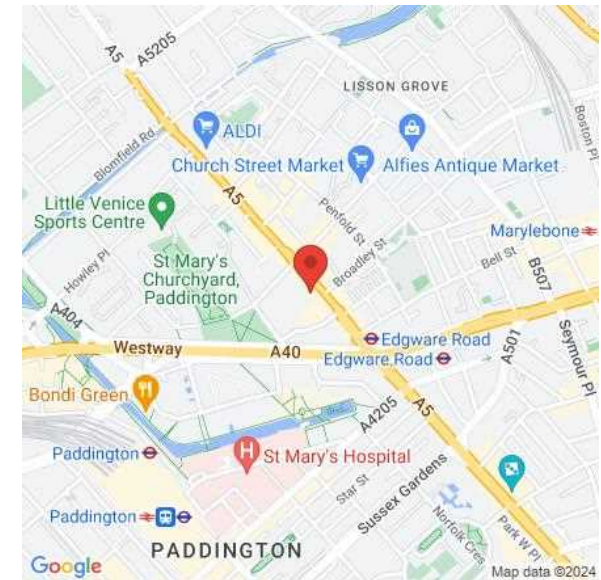 A5
A5205
LISSON GROVE
Boston Pl
ALDI
Blomfield Rd
Church Street Market
Alfies Antique Market
A5
Little Venice
Sports Centre
Penfold St
Marylebone
Howley Pl
St Mary's
Churchyard,
Paddington
Broadley St
Bell St
B507
A404
Westway
A40
Edgware Road
Edgware Road
A501
Seymour Pl
Bondi Green
A4205
A5
Paddington
H
St Mary's Hospital
Star St
Sussex Gardens
Paddington
Norfolk Cres
Park W Pl
PADDINGTON
Google
Map data ©2024